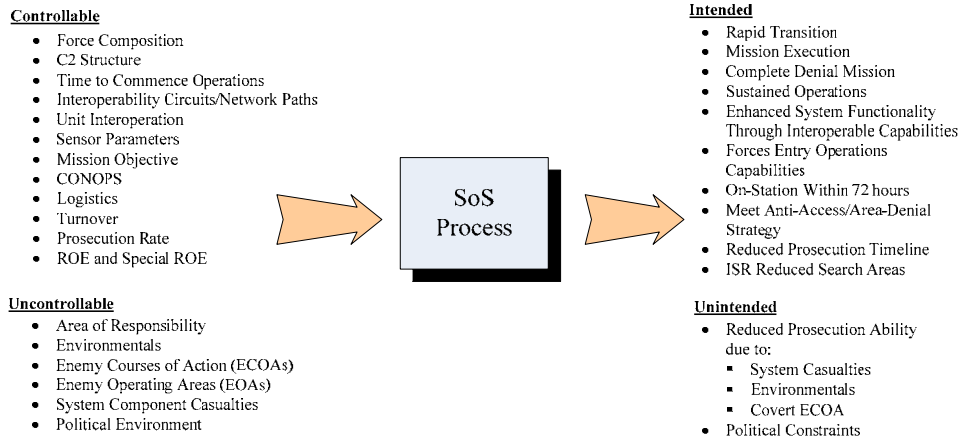 Controllable
• Force Composition
• C2 Structure
• Time to Commence Operations
• Interoperability Circuits/Network Paths
• Unit Interoperation
• Sensor Parameters
• Mission Objective
• CONOPS
• Logistics
• Turnover
• Prosecution Rate
• ROE and Special ROE
Uncontrollable
• Area of Responsibility
• Environmentals
• Enemy Courses of Action (ECOAs)
• Enemy Operating Areas (EOAs)
• System Component Casualties
• Political Environment
SoS
Process
Intended
• Rapid Transition
• Mission Execution
• Complete Denial Mission
• Sustained Operations
• Enhanced System Functionality
Through Interoperable Capabilities
• Forces Entry Operations
Capabilities
• On-Station Within 72 hours
• Meet Anti-Access/Area-Denial
Strategy
• Reduced Prosecution Timeline
• ISR Reduced Search Areas
Unintended
• Reduced Prosecution Ability
due to:
▪ System Casualties
▪ Environmentals
▪ Covert ECOA
• Political Constraints